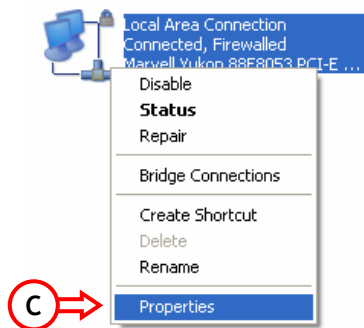 Local Area Connection
Connected, Firewalled
Marvell Yukon 88E8053 PCI-E ...
Disable
Status
Repair
Bridge Connections
Create Shortcut
Delete
Rename
C
Properties